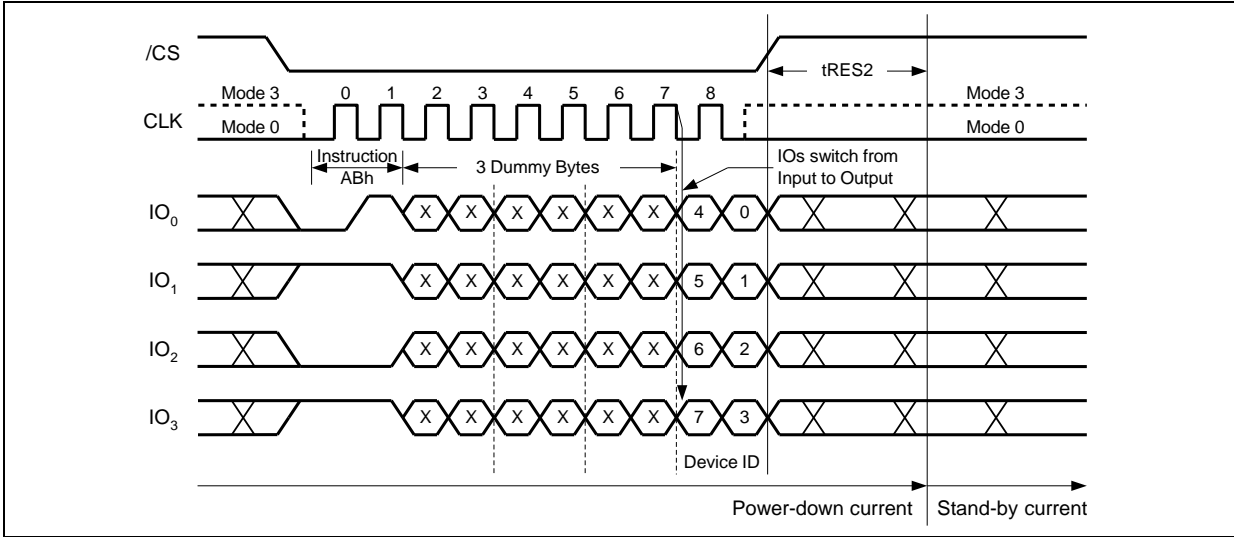 /CS
tRES2
Mode 3 0 1 2 3 4 5 6 7 8 Mode 3
CLK
Mode 0 Mode 0
Instruction
ABh
3 Dummy Bytes
IOs switch from
Input to Output
IO0 X X X X X X 4 0
IO1 X X X X X X 5 1
IO2 X X X X X X 6 2
IO3 X X X X X X 7 3
Device ID
Power-down current Stand-by current